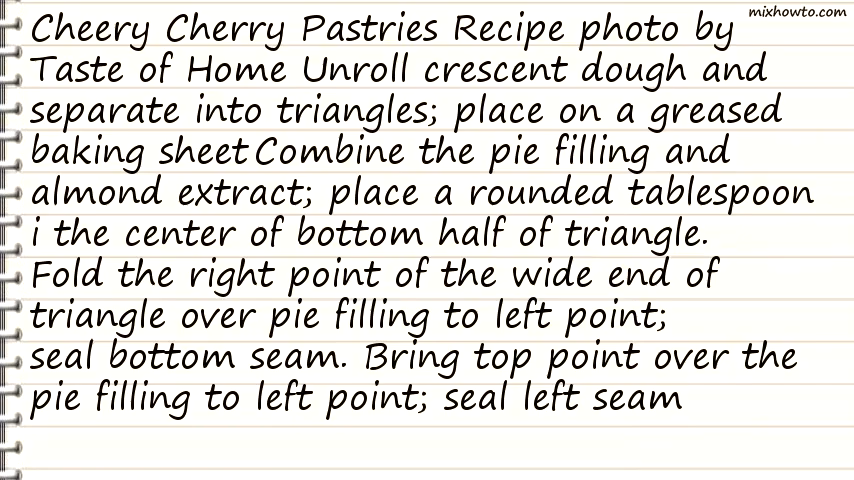 mixhowto.com
Cheery Cherry Pastries Recipe photo by
Taste of Home Unroll crescent dough and
separate into triangles; place on a greased
baking sheet Combine the pie filling and
almond extract; place a rounded tablespoon
i the center of bottom half of triangle.
Fold the right point of the wide end of
triangle over pie filling to left point;
seal bottom seam. Bring top point over the
pie filling to left point; seal left seam